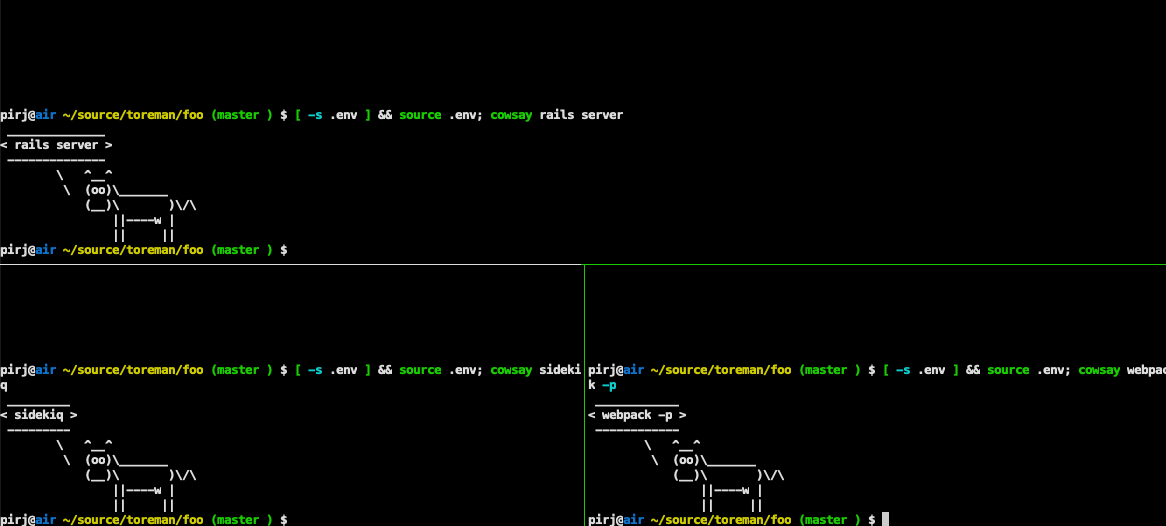 pirj@air ~/source/toreman/foo (master ) $ [ -s .env ] && source .env; cowsay rails server
 ______________
< rails server >
 --------------
        \   ^__^
         \  (oo)\_______
            (__)\       )\/\
                ||----w |
                ||     ||
pirj@air ~/source/toreman/foo (master ) $
pirj@air ~/source/toreman/foo (master ) $ [ -s .env ] && source .env; cowsay sideki
q
 _________
< sidekiq >
 ---------
        \   ^__^
         \  (oo)\_______
            (__)\       )\/\
                ||----w |
                ||     ||
pirj@air ~/source/toreman/foo (master ) $
pirj@air ~/source/toreman/foo (master ) $ [ -s .env ] && source .env; cowsay webpac
k -p
 ____________
< webpack -p >
 ------------
        \   ^__^
         \  (oo)\_______
            (__)\       )\/\
                ||----w |
                ||     ||
pirj@air ~/source/toreman/foo (master ) $